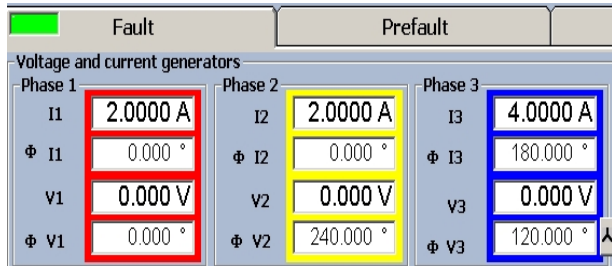 Fault Prefault
Voltage and current generators
Phase 1 Phase 2 Phase 3
I1 2.0000 A I2 2.0000 A I3 4.0000 A
Φ I1 0.000 ° Φ I2 0.000 ° Φ I3 180.000 °
V1 0.000 V V2 0.000 V V3 0.000 V
Φ V1 0.000 ° Φ V2 240.000 ° Φ V3 120.000 °